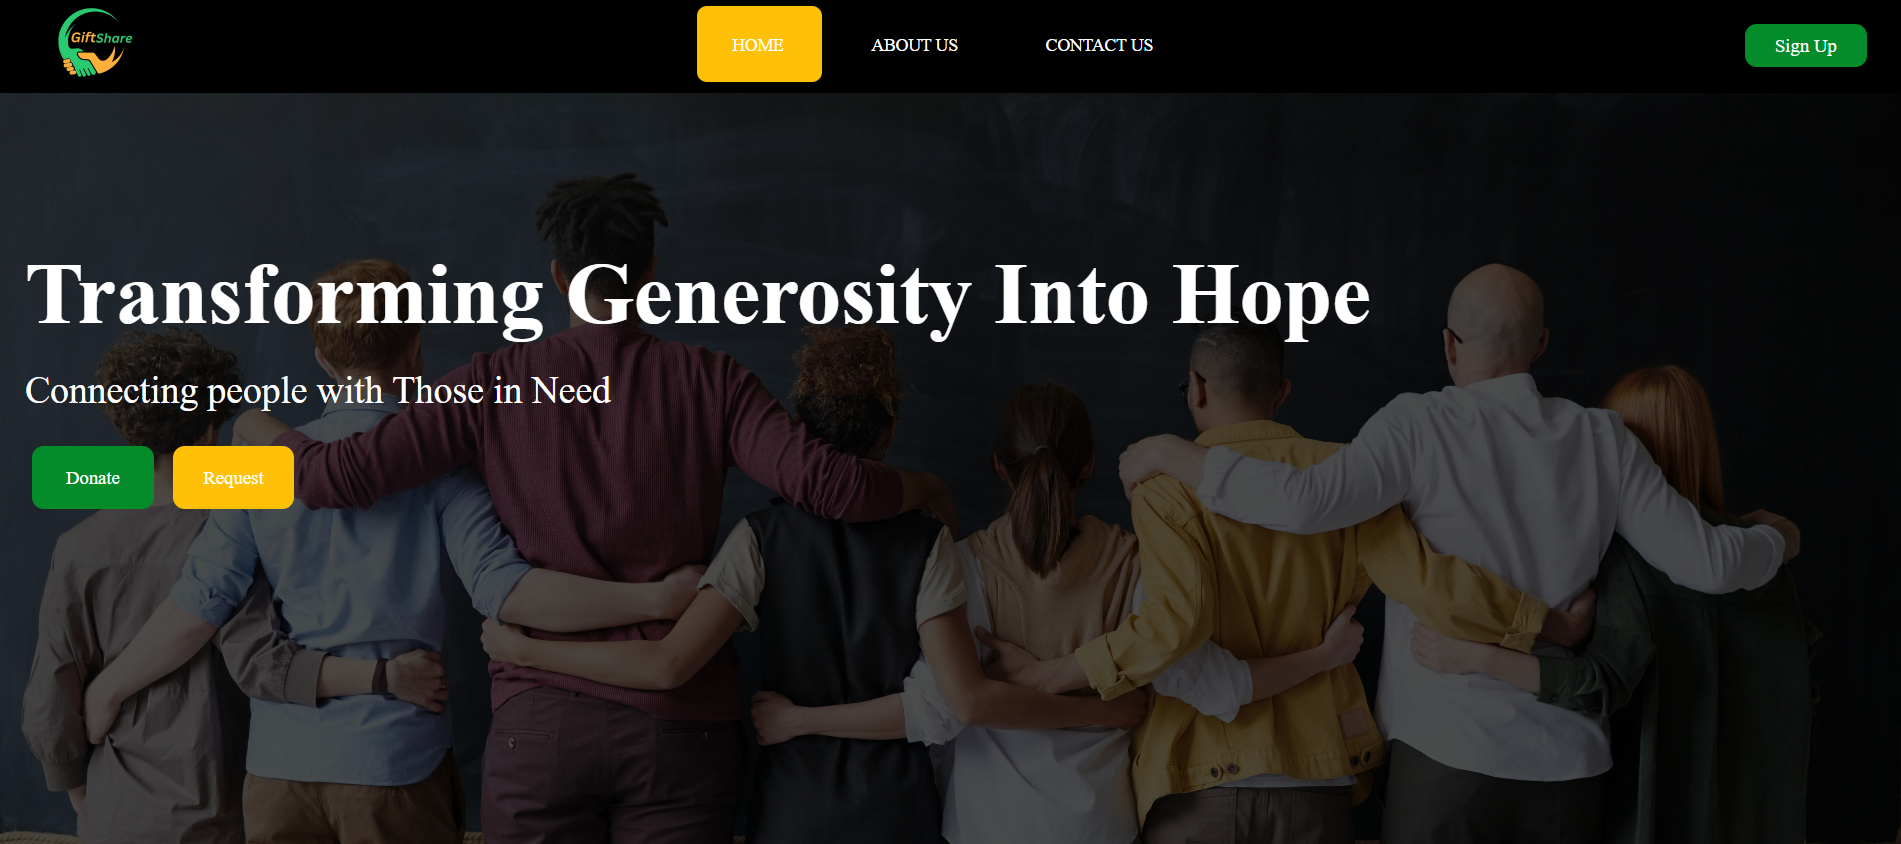 GiftShare
HOME
ABOUT US
CONTACT US
Sign Up
Transforming Generosity Into Hope
Connecting people with Those in Need
Donate
Request